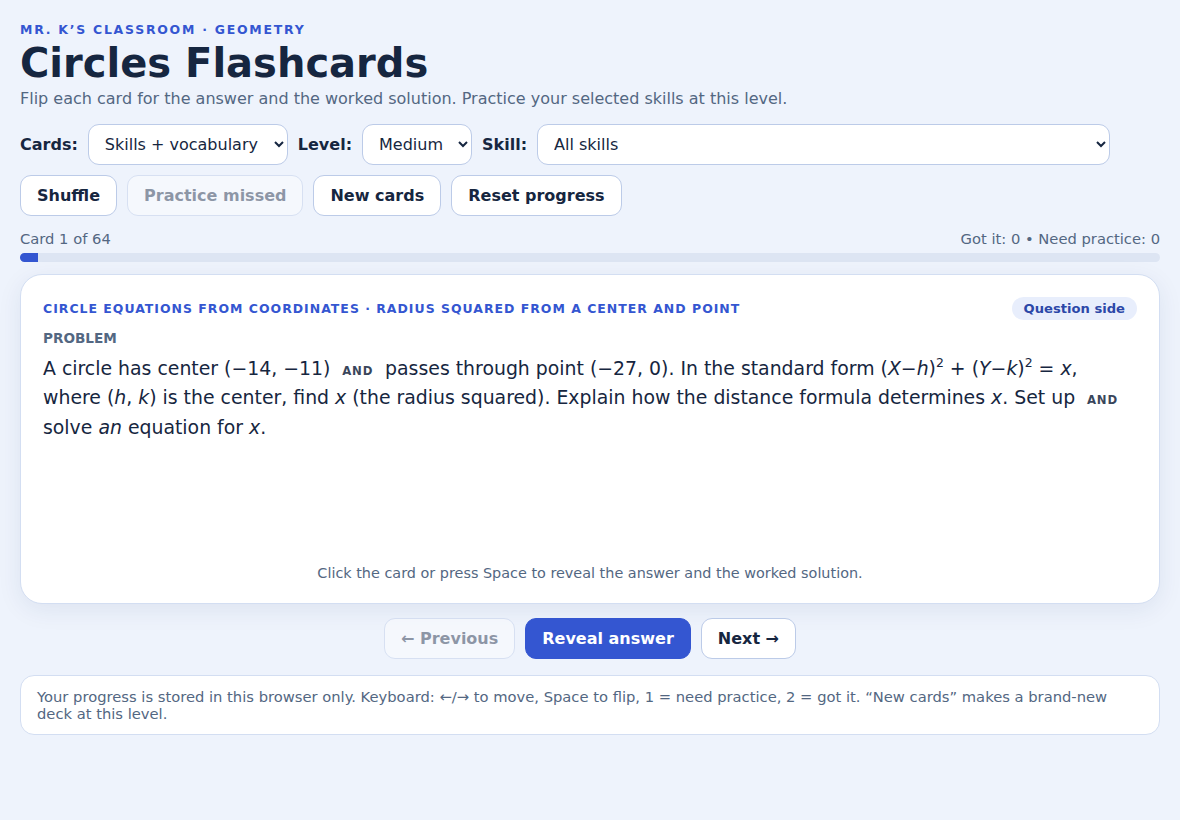 MR. K'S CLASSROOM · GEOMETRY
Circles Flashcards
Flip each card for the answer and the worked solution. Practice your selected skills at this level.
Cards: Skills + vocabulary Level: Medium Skill: All skills
Shuffle Practice missed New cards Reset progress
Card 1 of 64 Got it: 0 • Need practice: 0
CIRCLE EQUATIONS FROM COORDINATES · RADIUS SQUARED FROM A CENTER AND POINT Question side
PROBLEM
A circle has center (−14, −11) AND passes through point (−27, 0). In the standard form (X−h)² + (Y−k)² = x,
where (h, k) is the center, find x (the radius squared). Explain how the distance formula determines x. Set up AND
solve an equation for x.
Click the card or press Space to reveal the answer and the worked solution.
← Previous Reveal answer Next →
Your progress is stored in this browser only. Keyboard: ←/→ to move, Space to flip, 1 = need practice, 2 = got it. “New cards” makes a brand-new
deck at this level.